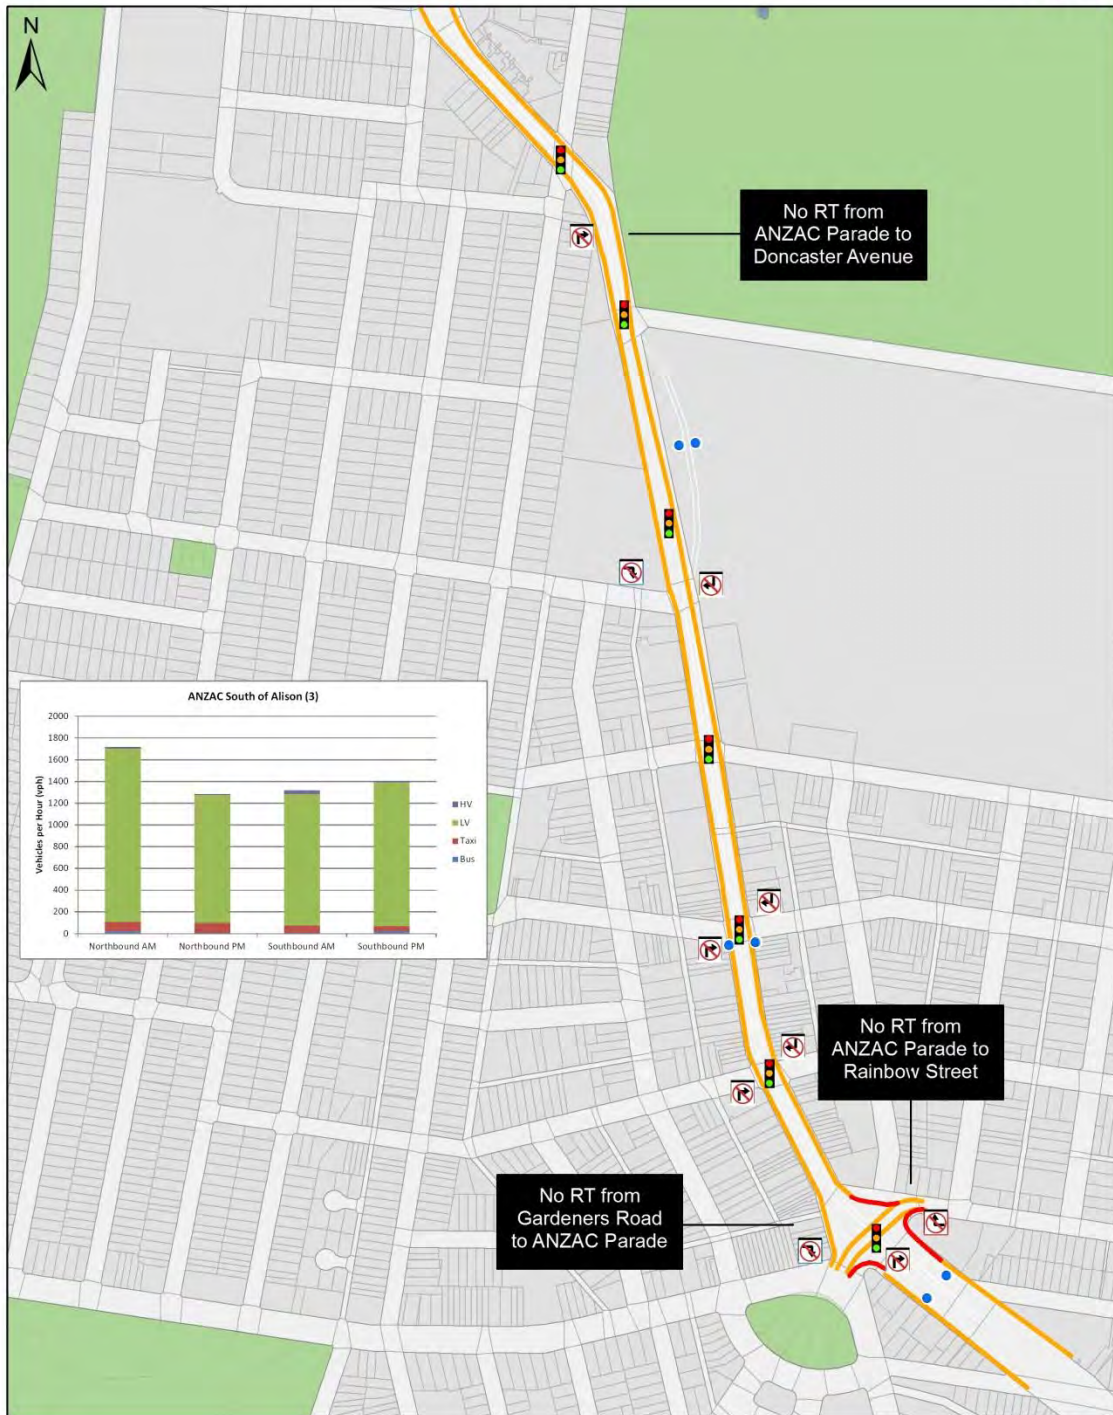 N
No RT from
ANZAC Parade to
Doncaster Avenue
ANZAC South of Alison (3)
Vehicles per Hour (vph)
2000
1800
1600
1400
1200
1000
800
600
400
200
0
HV
LV
Taxi
Bus
Northbound AM
Northbound PM
Southbound AM
Southbound PM
No RT from
ANZAC Parade to
Rainbow Street
No RT from
Gardeners Road
to ANZAC Parade